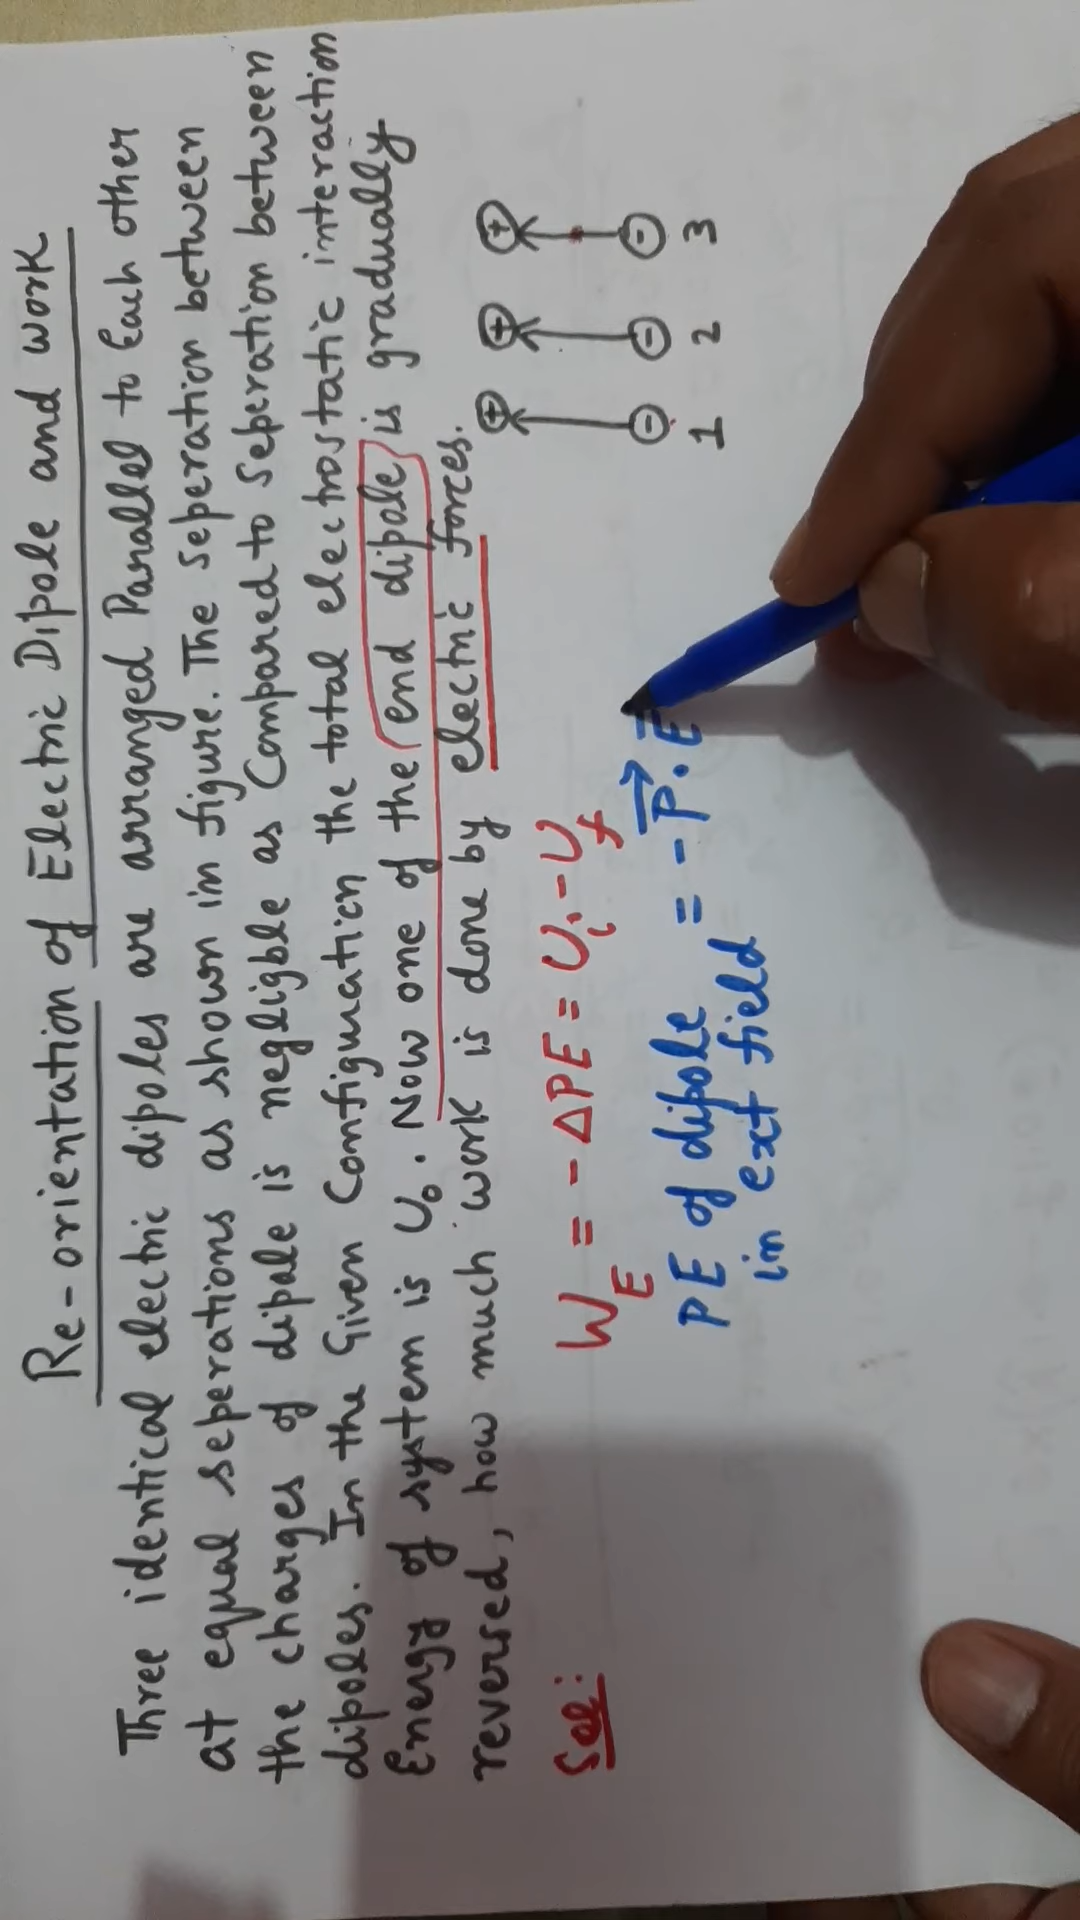 Re-orientation of Electric Dipole and work
Three identical electric dipoles are arranged Parallel to Each other
at equal seperations as shown in figure. The seperation between
the charges of dipale is negligble as Compared to seperation between
dipoles. In the Given Configuration the total electrostatic interaction
Energy of system is U₀. Now one of the (end dipole) is gradually
reversed, how much work is done by electric forces.
+ + +
- - -
1 2 3
Sol: W_E = -ΔPE = U_i - U_f
PE of dipole = -P⃗.E
in ext field